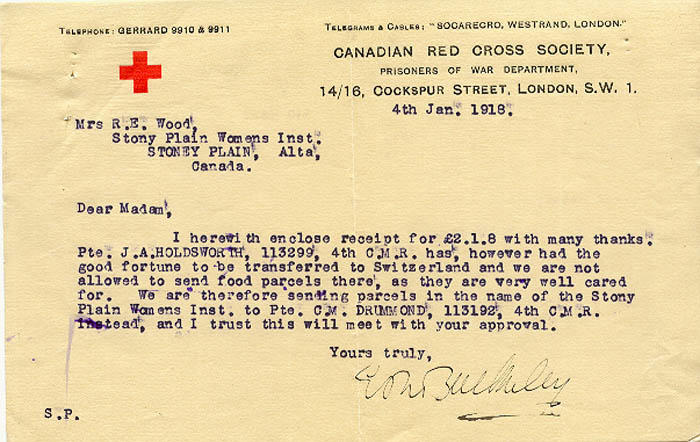 TELEPHONE: GERRARD 9910 & 9911
TELEGRAMS & CABLES: "SOCARECRO, WESTRAND, LONDON."
CANADIAN RED CROSS SOCIETY,
PRISONERS OF WAR DEPARTMENT,
14/16, COCKSPUR STREET, LONDON, S.W. 1.
4th Jan. 1918.
Mrs R.E. Wood,
Stony Plain Womens Inst.
STONEY PLAIN, Alta,
Canada.
Dear Madam,
I herewith enclose receipt for £2.1.8 with many thanks.
Pte. J.A.HOLDSWORTH, 113299, 4th C.M.R. has, however had the
good fortune to be transferred to Switzerland and we are not
allowed to send food parcels there, as they are very well cared
for. We are therefore sending parcels in the name of the Stony
Plain Womens Inst. to Pte. C.M. DRUMMOND, 113192, 4th C.M.R.
instead, and I trust this will meet with your approval.
Yours truly,
S.P.